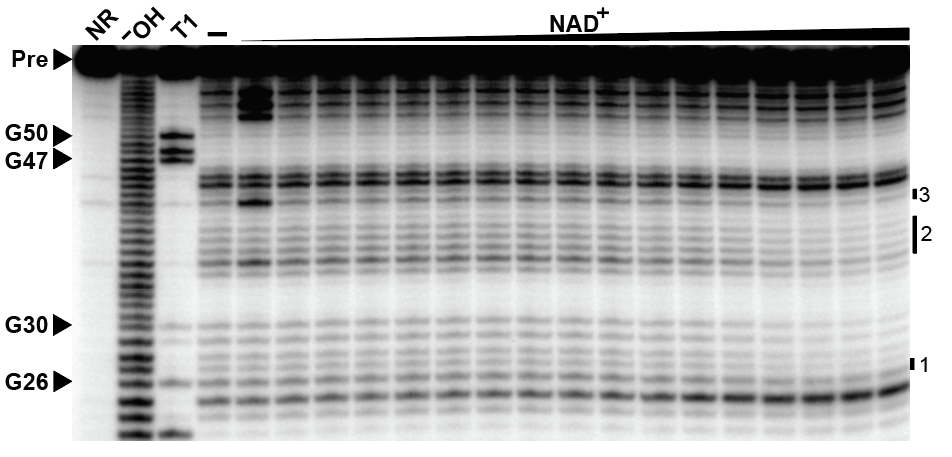 NR -OH T1 – NAD+
Pre
G50
G47
3
2
G30
1
G26